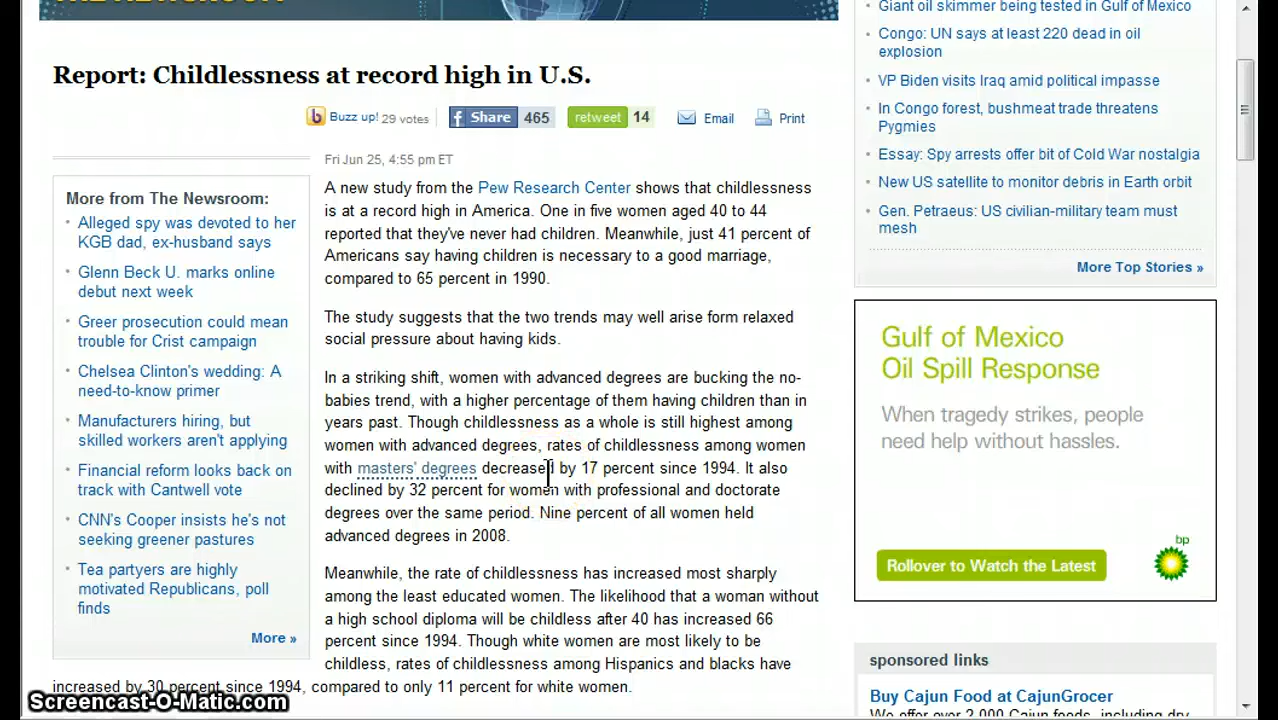 Report: Childlessness at record high in U.S.
Buzz up! 29 votes
Share 465
retweet 14
Email
Print
Fri Jun 25, 4:55 pm ET
More from The Newsroom:
Alleged spy was devoted to her
KGB dad, ex-husband says
Glenn Beck U. marks online
debut next week
Greer prosecution could mean
trouble for Crist campaign
Chelsea Clinton's wedding: A
need-to-know primer
Manufacturers hiring, but
skilled workers aren't applying
Financial reform looks back on
track with Cantwell vote
CNN's Cooper insists he's not
seeking greener pastures
Tea partyers are highly
motivated Republicans, poll
finds
More »
A new study from the Pew Research Center shows that childlessness
is at a record high in America. One in five women aged 40 to 44
reported that they've never had children. Meanwhile, just 41 percent of
Americans say having children is necessary to a good marriage,
compared to 65 percent in 1990.
The study suggests that the two trends may well arise form relaxed
social pressure about having kids.
In a striking shift, women with advanced degrees are bucking the no-
babies trend, with a higher percentage of them having children than in
years past. Though childlessness as a whole is still highest among
women with advanced degrees, rates of childlessness among women
with masters' degrees decreased by 17 percent since 1994. It also
declined by 32 percent for women with professional and doctorate
degrees over the same period. Nine percent of all women held
advanced degrees in 2008.
Meanwhile, the rate of childlessness has increased most sharply
among the least educated women. The likelihood that a woman without
a high school diploma will be childless after 40 has increased 66
percent since 1994. Though white women are most likely to be
childless, rates of childlessness among Hispanics and blacks have
increased by 30 percent since 1994, compared to only 11 percent for white women.
Giant oil skimmer being tested in Gulf of Mexico
Congo: UN says at least 220 dead in oil
explosion
VP Biden visits Iraq amid political impasse
In Congo forest, bushmeat trade threatens
Pygmies
Essay: Spy arrests offer bit of Cold War nostalgia
New US satellite to monitor debris in Earth orbit
Gen. Petraeus: US civilian-military team must
mesh
More Top Stories »
Gulf of Mexico
Oil Spill Response
When tragedy strikes, people
need help without hassles.
bp
Rollover to Watch the Latest
sponsored links
Buy Cajun Food at CajunGrocer
We offer over 2,000 Cajun foods, including dry
Screencast-O-Matic.com